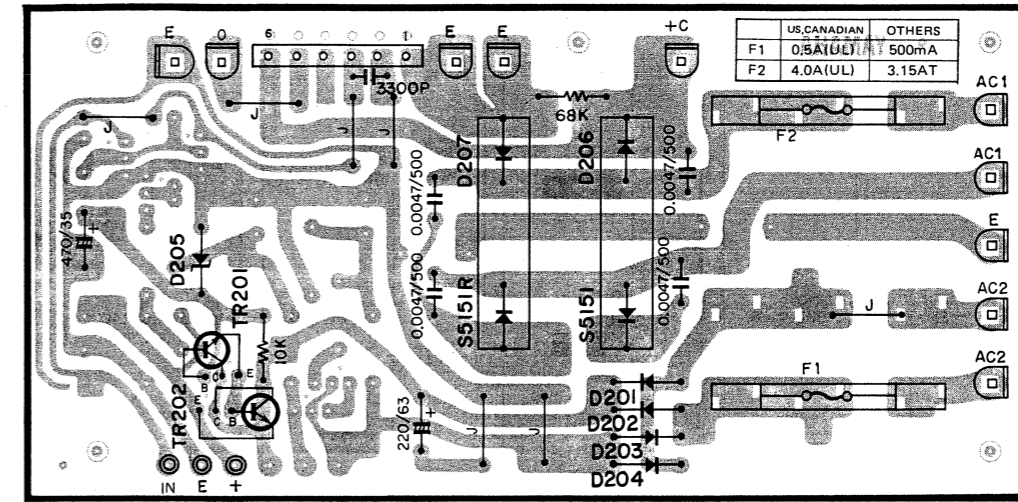 E O 6 1 E E +C
US,CANADIAN OTHERS
F1 0.5A(UL) 500mA
F2 4.0A(UL) 3.15AT
3300P
J
J
J
J
68K
F2
AC1
D207
D206
0.0047/500
0.0047/500
AC1
470/35
D205
TR201
E
0.0047/500
S5151R
S5151
0.0047/500
J
AC2
10K
B C E
E
C B
TR202
220/63
J
J
D201
D202
D203
D204
F1
AC2
IN E +